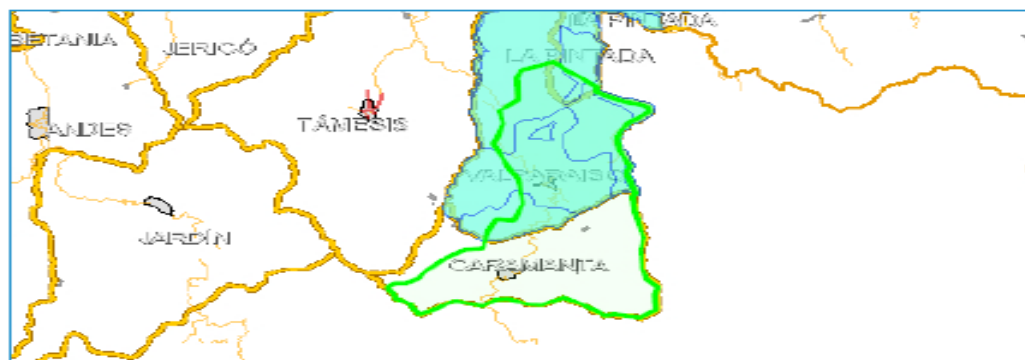 LA PINTADA
BETANIA
JERICÓ
LA PINTADA
ANDES
TÁMESIS
VALPARAISO
JARDÍN
CARAMANTA